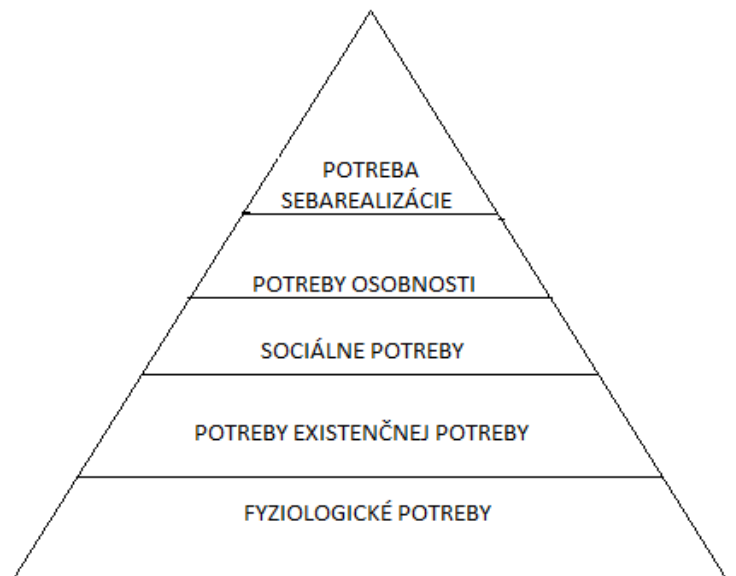 POTREBA
SEBAREALIZÁCIE
POTREBY OSOBNOSTI
SOCIÁLNE POTREBY
POTREBY EXISTENČNEJ POTREBY
FYZIOLOGICKÉ POTREBY